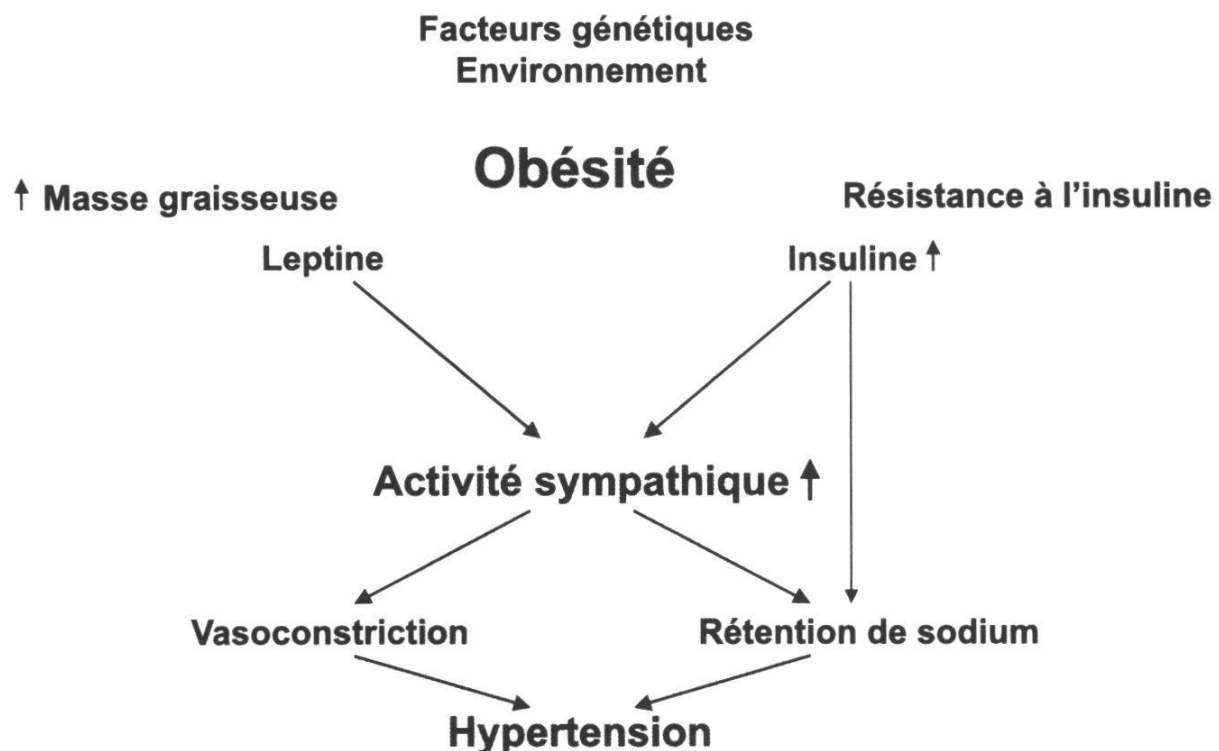 Facteurs génétiques
Environnement
Obésité
↑ Masse graisseuse
Résistance à l'insuline
Leptine
Insuline ↑
Activité sympathique ↑
Vasoconstriction
Rétention de sodium
Hypertension